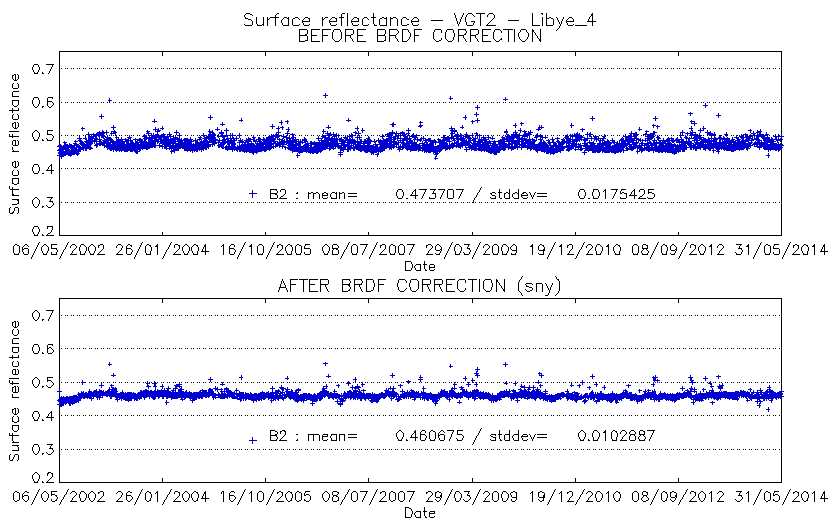 Surface reflectance – VGT2 – Libye_4
BEFORE BRDF CORRECTION
Surface reflectance
0.7
0.6
0.5
0.4
0.3
0.2
B2 : mean= 0.473707 / stddev= 0.0175425
06/05/2002 26/01/2004 16/10/2005 08/07/2007 29/03/2009 19/12/2010 08/09/2012 31/05/2014
Date
AFTER BRDF CORRECTION (sny)
Surface reflectance
0.7
0.6
0.5
0.4
0.3
0.2
B2 : mean= 0.460675 / stddev= 0.0102887
06/05/2002 26/01/2004 16/10/2005 08/07/2007 29/03/2009 19/12/2010 08/09/2012 31/05/2014
Date